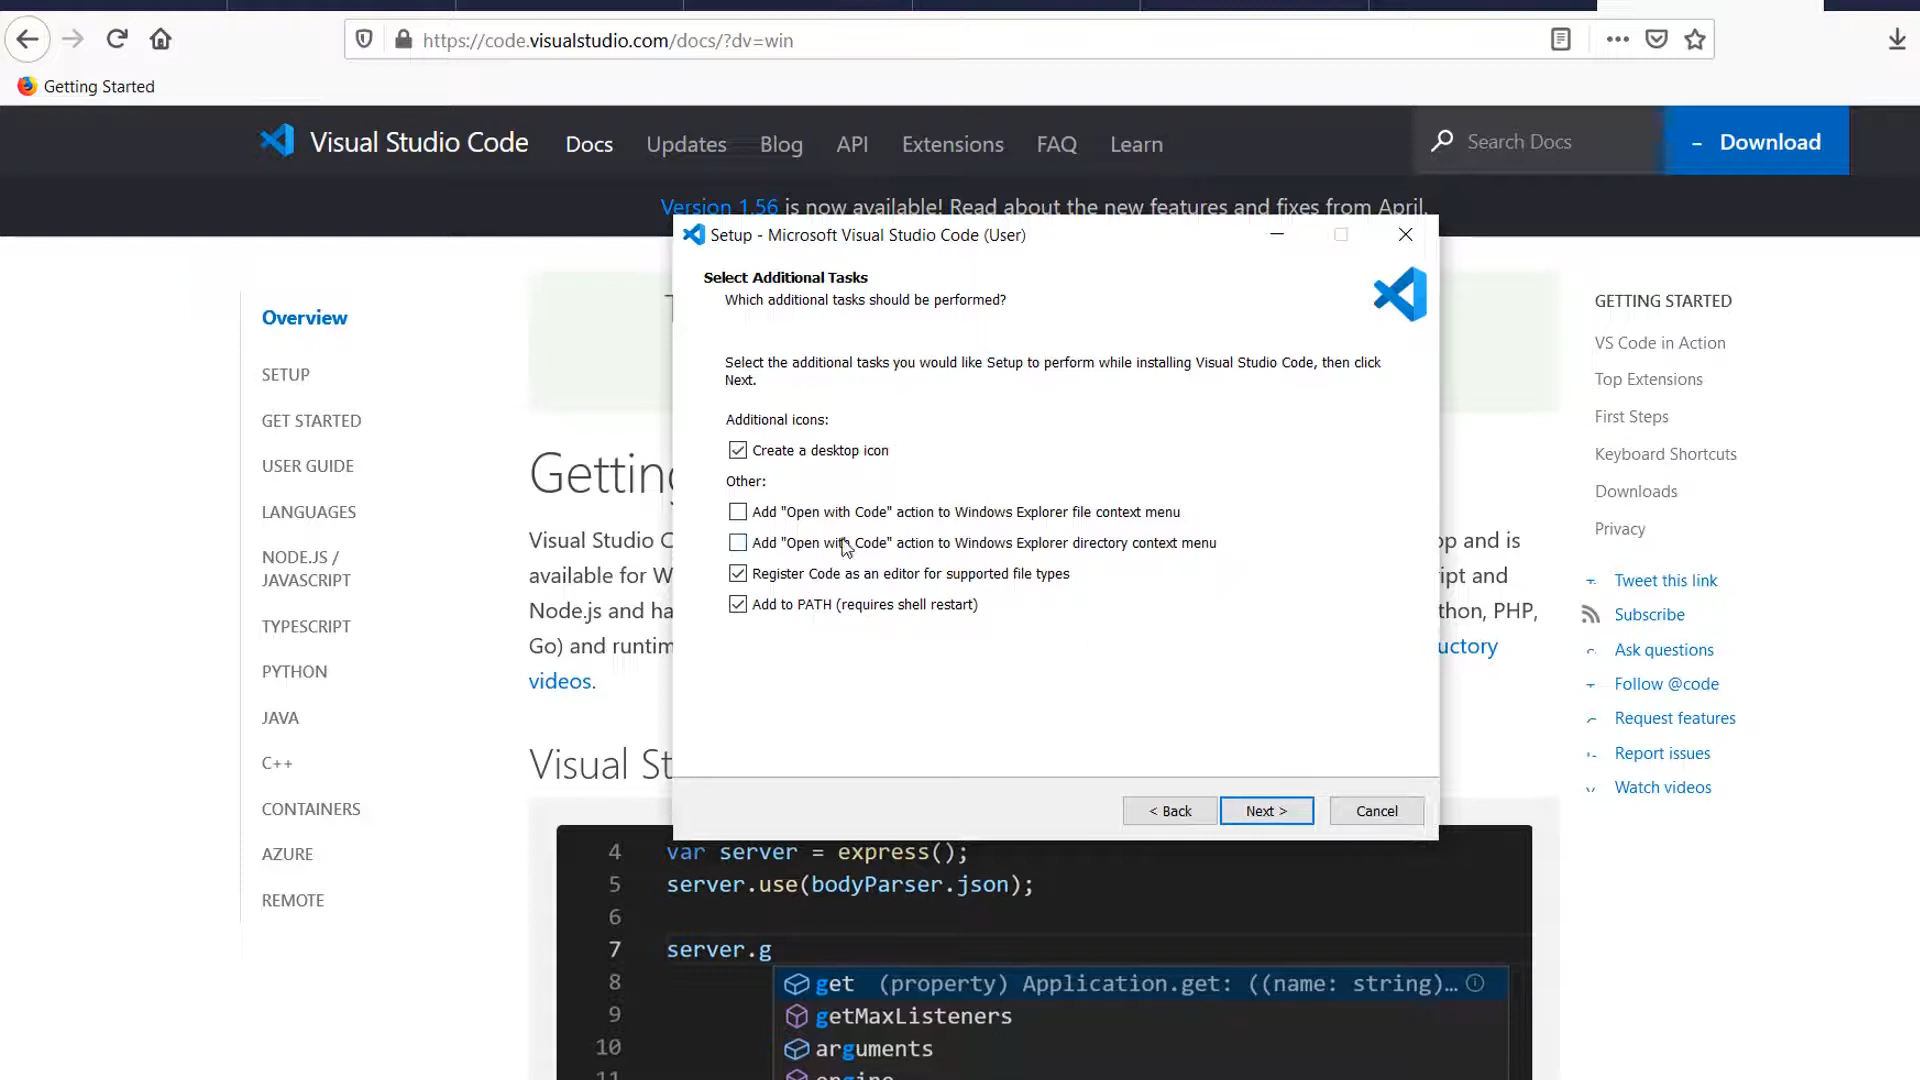 https://code.visualstudio.com/docs/?dv=win
Getting Started
Visual Studio Code
Docs
Updates
Blog
API
Extensions
FAQ
Learn
Search Docs
Download
Version 1.56 is now available! Read about the new features and fixes from April.
Setup - Microsoft Visual Studio Code (User)
Select Additional Tasks
Which additional tasks should be performed?
Select the additional tasks you would like Setup to perform while installing Visual Studio Code, then click
Next.
Additional icons:
Create a desktop icon
Other:
Add "Open with Code" action to Windows Explorer file context menu
Add "Open with Code" action to Windows Explorer directory context menu
Register Code as an editor for supported file types
Add to PATH (requires shell restart)
< Back
Next >
Cancel
Overview
SETUP
GET STARTED
USER GUIDE
LANGUAGES
NODE.JS /
JAVASCRIPT
TYPESCRIPT
PYTHON
JAVA
C++
CONTAINERS
AZURE
REMOTE
Getting
Visual Studio C
op and is
available for W
ript and
Node.js and ha
thon, PHP,
Go) and runtim
uctory
videos.
Visual St
4 var server = express();
5 server.use(bodyParser.json);
6
7 server.g
8 get (property) Application.get: ((name: string)…
9 getMaxListeners
10 arguments
11 engine
GETTING STARTED
VS Code in Action
Top Extensions
First Steps
Keyboard Shortcuts
Downloads
Privacy
Tweet this link
Subscribe
Ask questions
Follow @code
Request features
Report issues
Watch videos